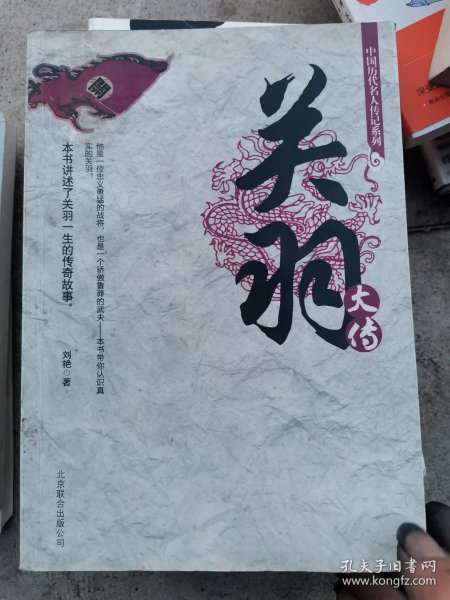 中国历代名人传记系列
关羽
大传
關
他是一位忠义勇猛的战将，也是一个骄傲鲁莽的武夫——本书带你认识真
实的关羽！
本书讲述了关羽一生的传奇故事。
刘艳◎著
北京联合出版公司
孔夫子旧书网
www.kongfz.com